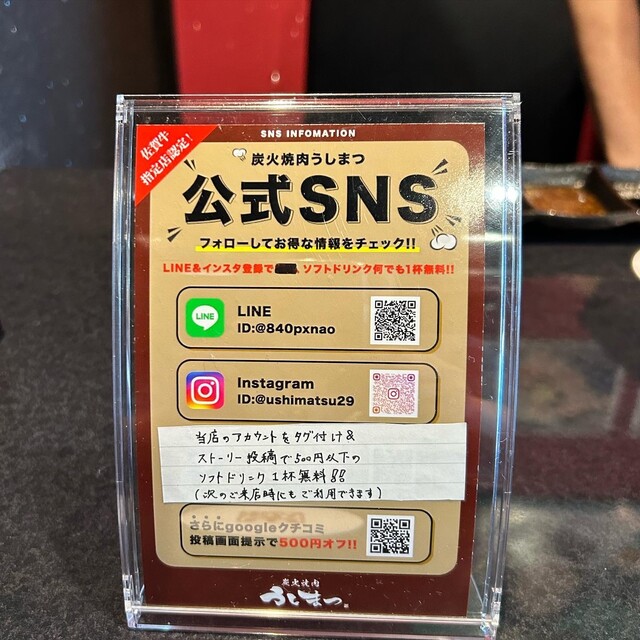 SNS INFOMATION
佐賀牛
指定店認定!
炭火焼肉うしまつ
公式SNS
フォローしてお得な情報をチェック!!
LINE&インスタ登録で ソフトドリンク何でも1杯無料!!
LINE
LINE
ID:@840pxnao
Instagram
ID:@ushimatsu29
当店のアカウントをタグ付け&
ストーリー投稿で500円以下の
ソフトドリンク1杯無料!!
(次のご来店時にもご利用できます)
さらにgoogleクチコミ
投稿画面提示で500円オフ!!
炭火焼肉
うしまつ